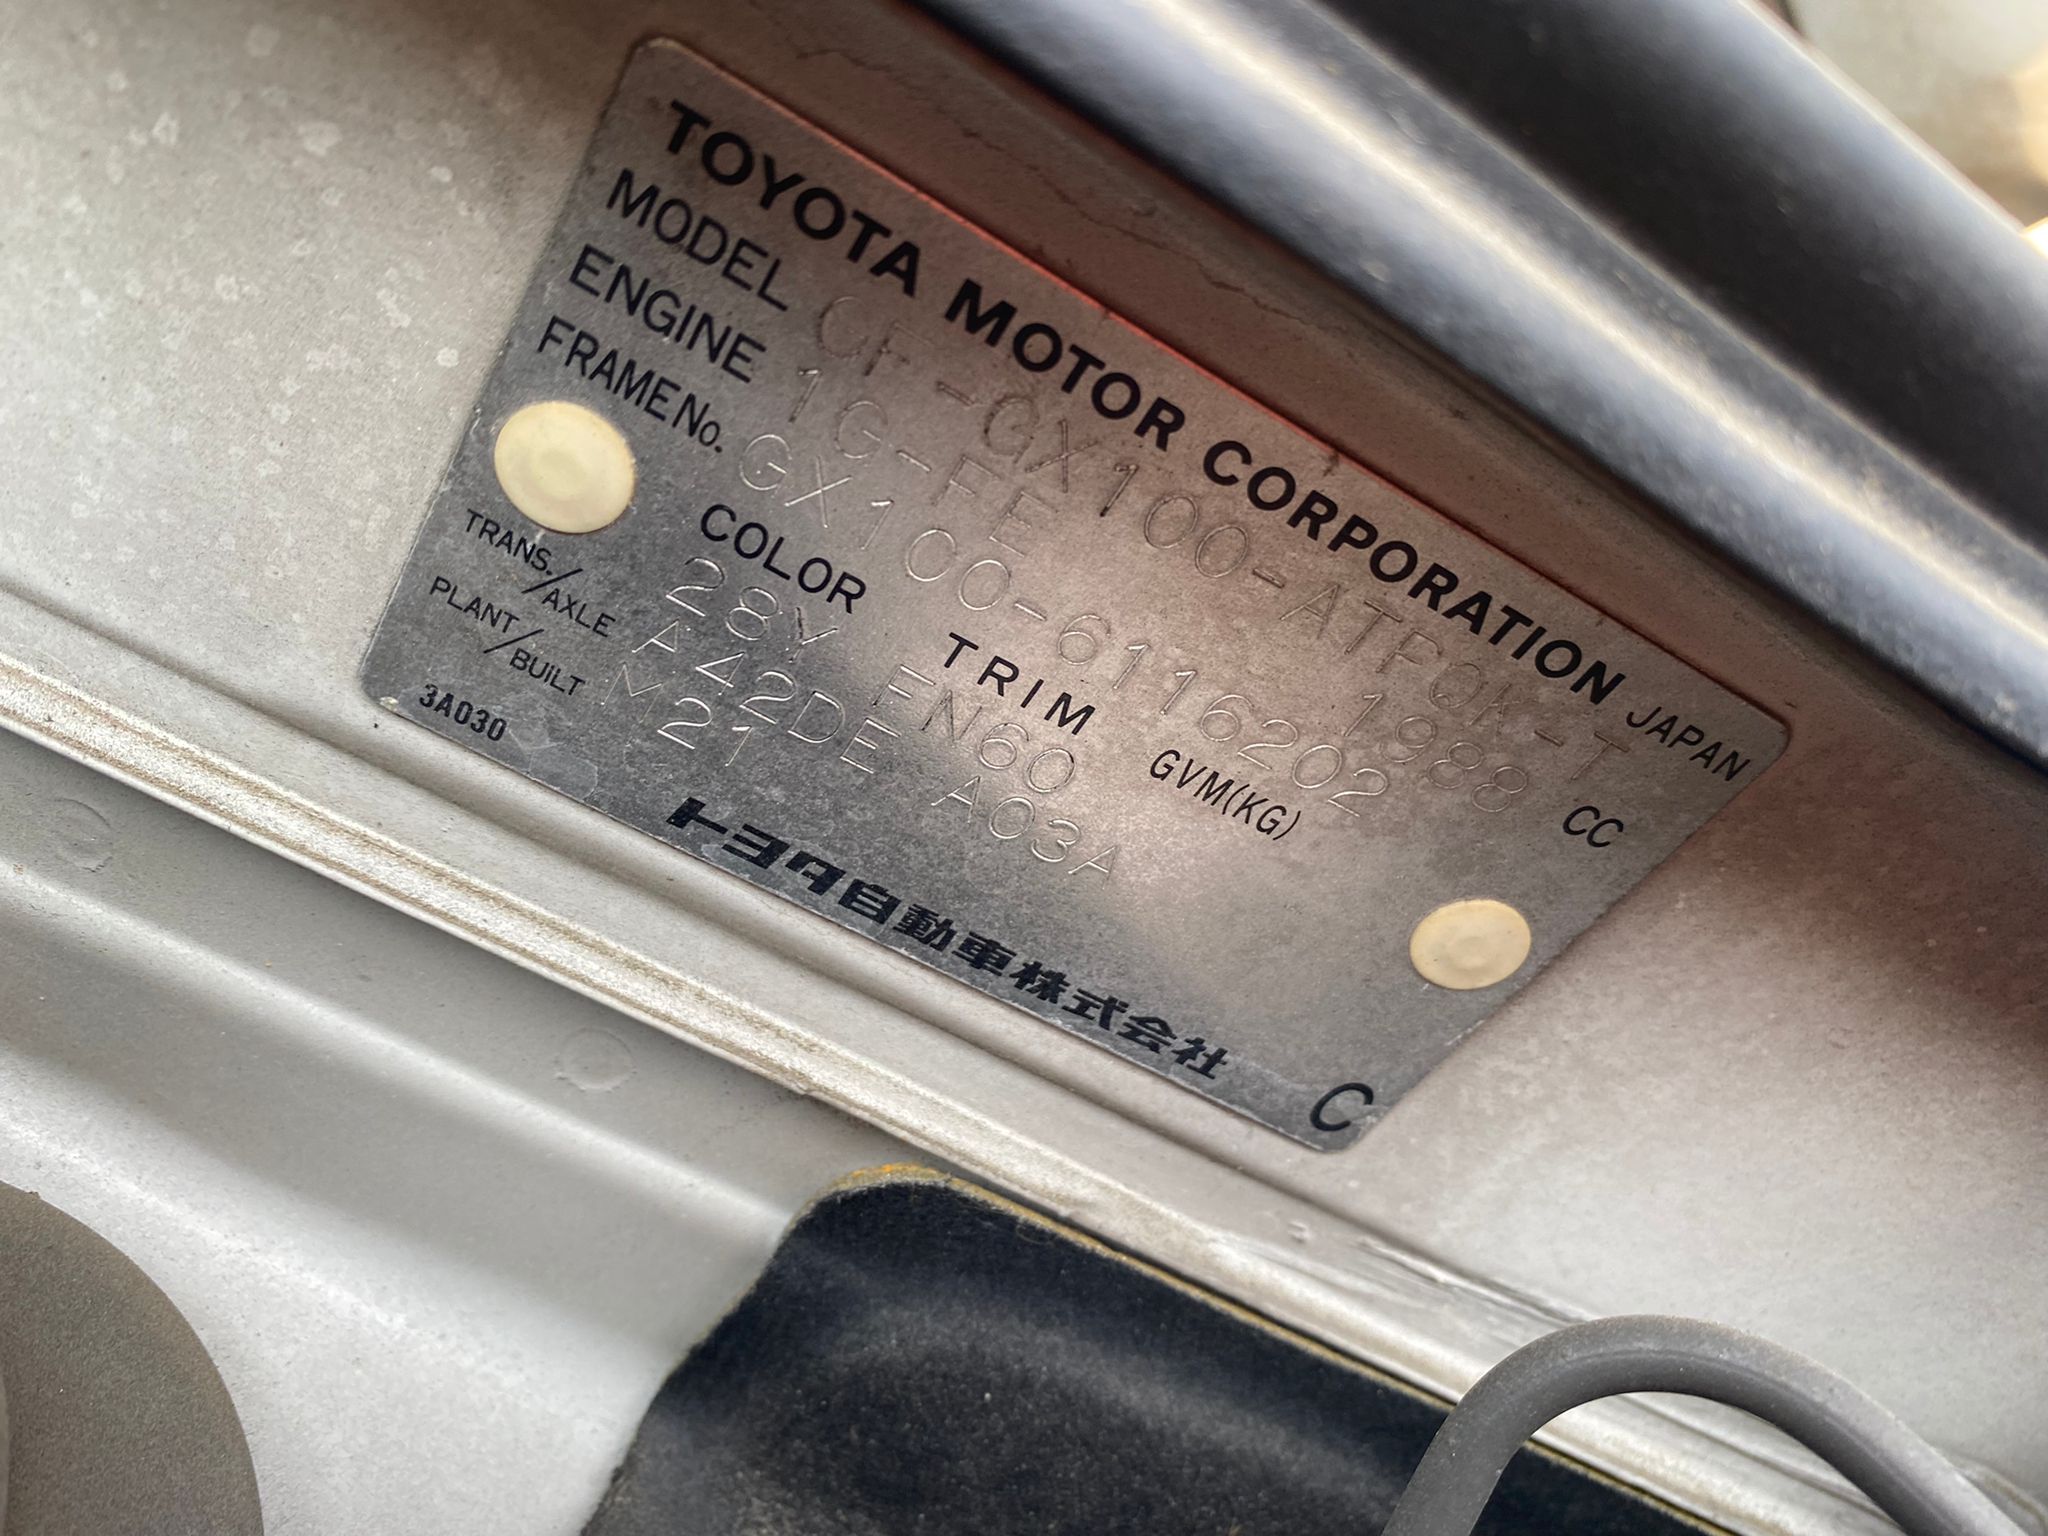 TOYOTA MOTOR CORPORATION JAPAN
MODEL GF-GX100-ATPQK-T
ENGINE 1G-FE 1988 CC
FRAME No. GX100-6116202
COLOR TRIM GVM(KG)
28Y FN60
TRANS./AXLE A42DE A03A
PLANT/BUILT M21
3A030
トヨタ自動車株式会社 C